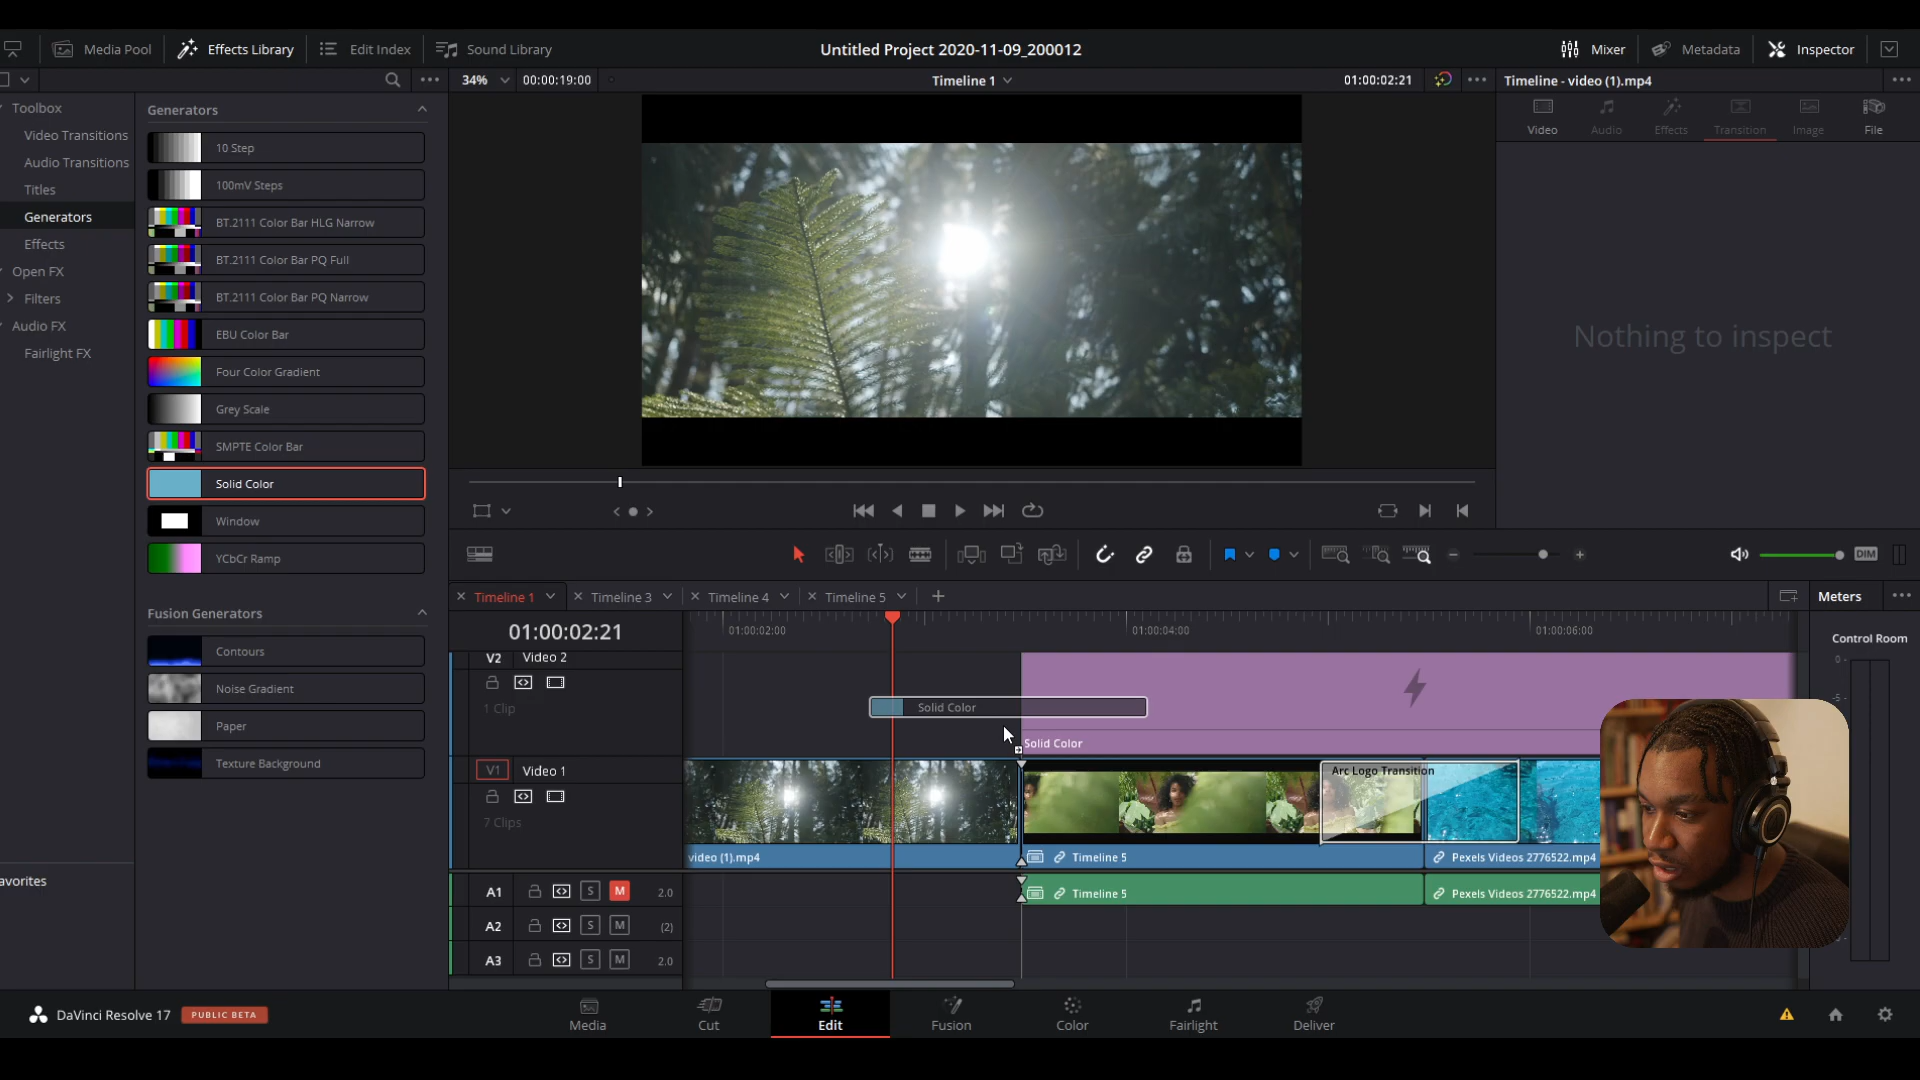 Media Pool
Effects Library
Edit Index
Sound Library
Untitled Project 2020-11-09_200012
Mixer
Metadata
Inspector
34%
00:00:19:00
Timeline 1
01:00:02:21
Timeline - video (1).mp4
Toolbox
Video Transitions
Audio Transitions
Titles
Generators
Effects
Open FX
Filters
Audio FX
Fairlight FX
avorites
Generators
10 Step
100mV Steps
BT.2111 Color Bar HLG Narrow
BT.2111 Color Bar PQ Full
BT.2111 Color Bar PQ Narrow
EBU Color Bar
Four Color Gradient
Grey Scale
SMPTE Color Bar
Solid Color
Window
YCbCr Ramp
Fusion Generators
Contours
Noise Gradient
Paper
Texture Background
Video
Audio
Effects
Transition
Image
File
Nothing to inspect
DIM
Timeline 1
Timeline 3
Timeline 4
Timeline 5
Meters
01:00:02:21
01:00:02:00
01:00:04:00
01:00:06:00
Control Room
0
-5
V2 Video 2
1 Clip
Solid Color
Solid Color
V1 Video 1
7 Clips
Arc Logo Transition
video (1).mp4
Timeline 5
Pexels Videos 2776522.mp4
A1 S M 2.0
Timeline 5
Pexels Videos 2776522.mp4
A2 S M (2)
A3 S M 2.0
DaVinci Resolve 17
PUBLIC BETA
Media
Cut
Edit
Fusion
Color
Fairlight
Deliver